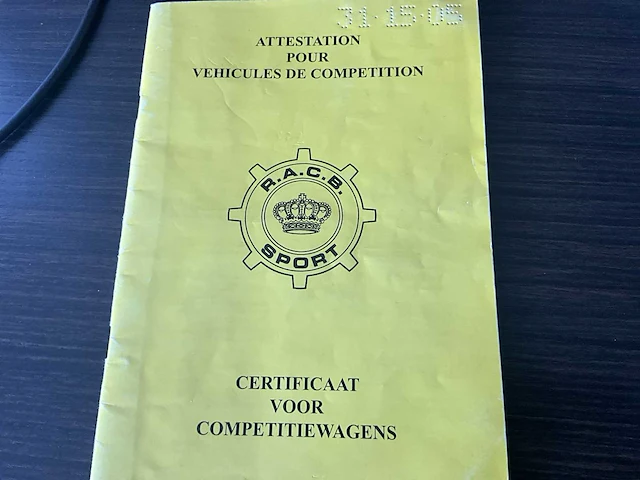 31·15·06
ATTESTATION
POUR
VEHICULES DE COMPETITION
R.A.C.B.
SPORT
CERTIFICAAT
VOOR
COMPETITIEWAGENS